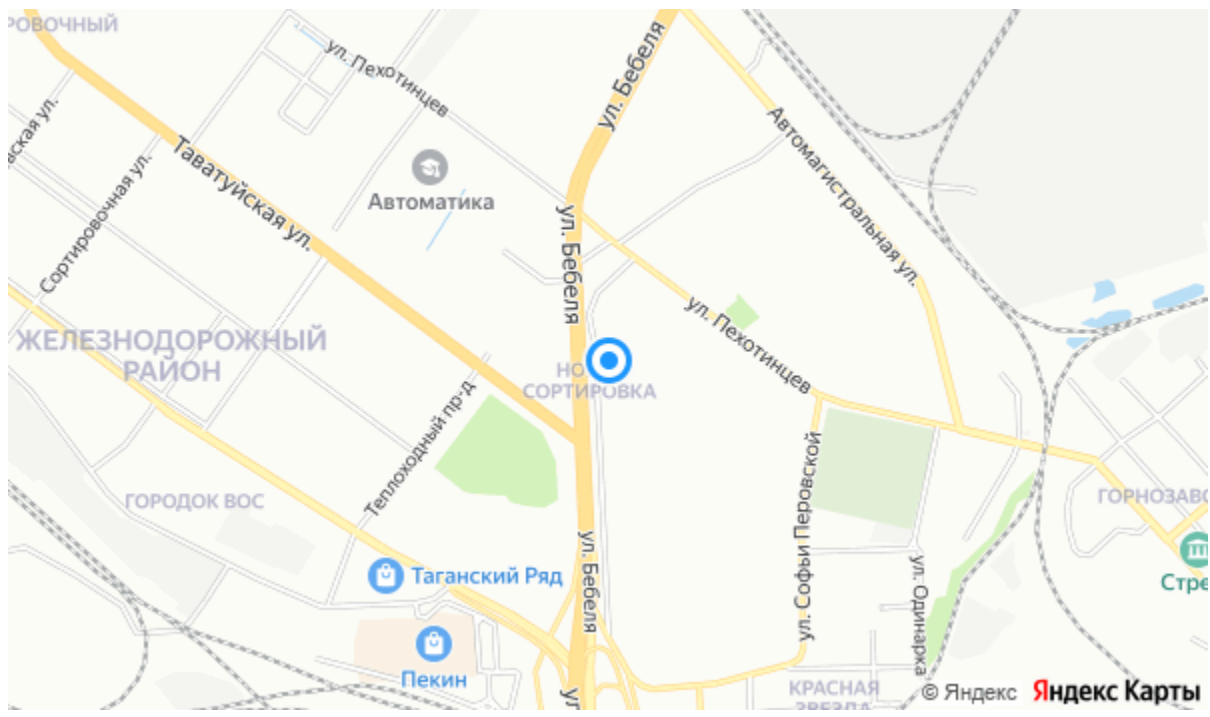 РОВОЧНЫЙ
ул. Пехотинцев
ул. Бебеля
вская ул.
Таватуйская ул.
Автоматика
Автомагистральная ул.
Сортировочная ул.
ул. Бебеля
ул. Пехотинцев
ЖЕЛЕЗНОДОРОЖНЫЙ
РАЙОН
НО
СОРТИРОВКА
Теплоходный пр-д
ГОРОДОК ВОС
ул. Софьи Перовской
ГОРНОЗАВО
ул. Бебеля
Таганский Ряд
ул. Одинарка
Стре
Пекин
ул
КРАСНАЯ
ЗВЕЗДА
© Яндекс Яндекс Карты